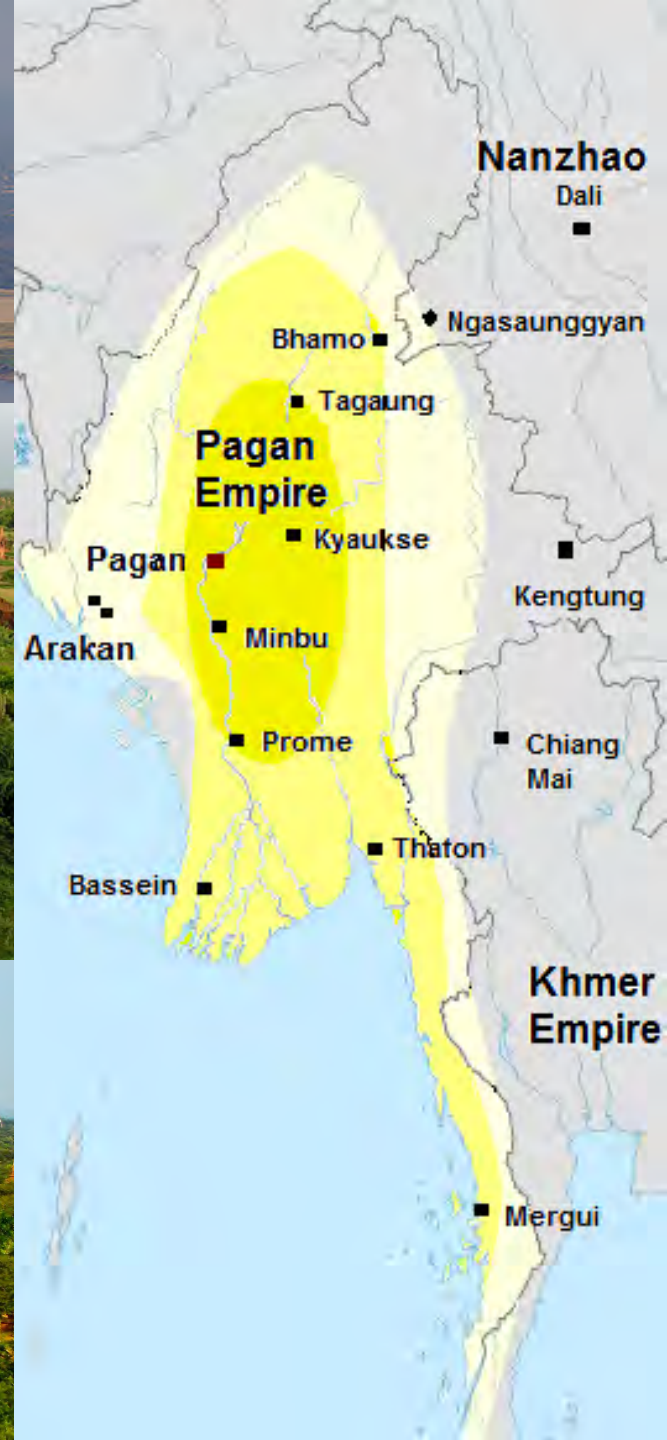 Nanzhao
Dali
Ngasaunggyan
Bhamo
Tagaung
Pagan
Empire
Kyaukse
Pagan
Kengtung
Minbu
Arakan
Prome
Chiang
Mai
Thaton
Bassein
Khmer
Empire
Mergui